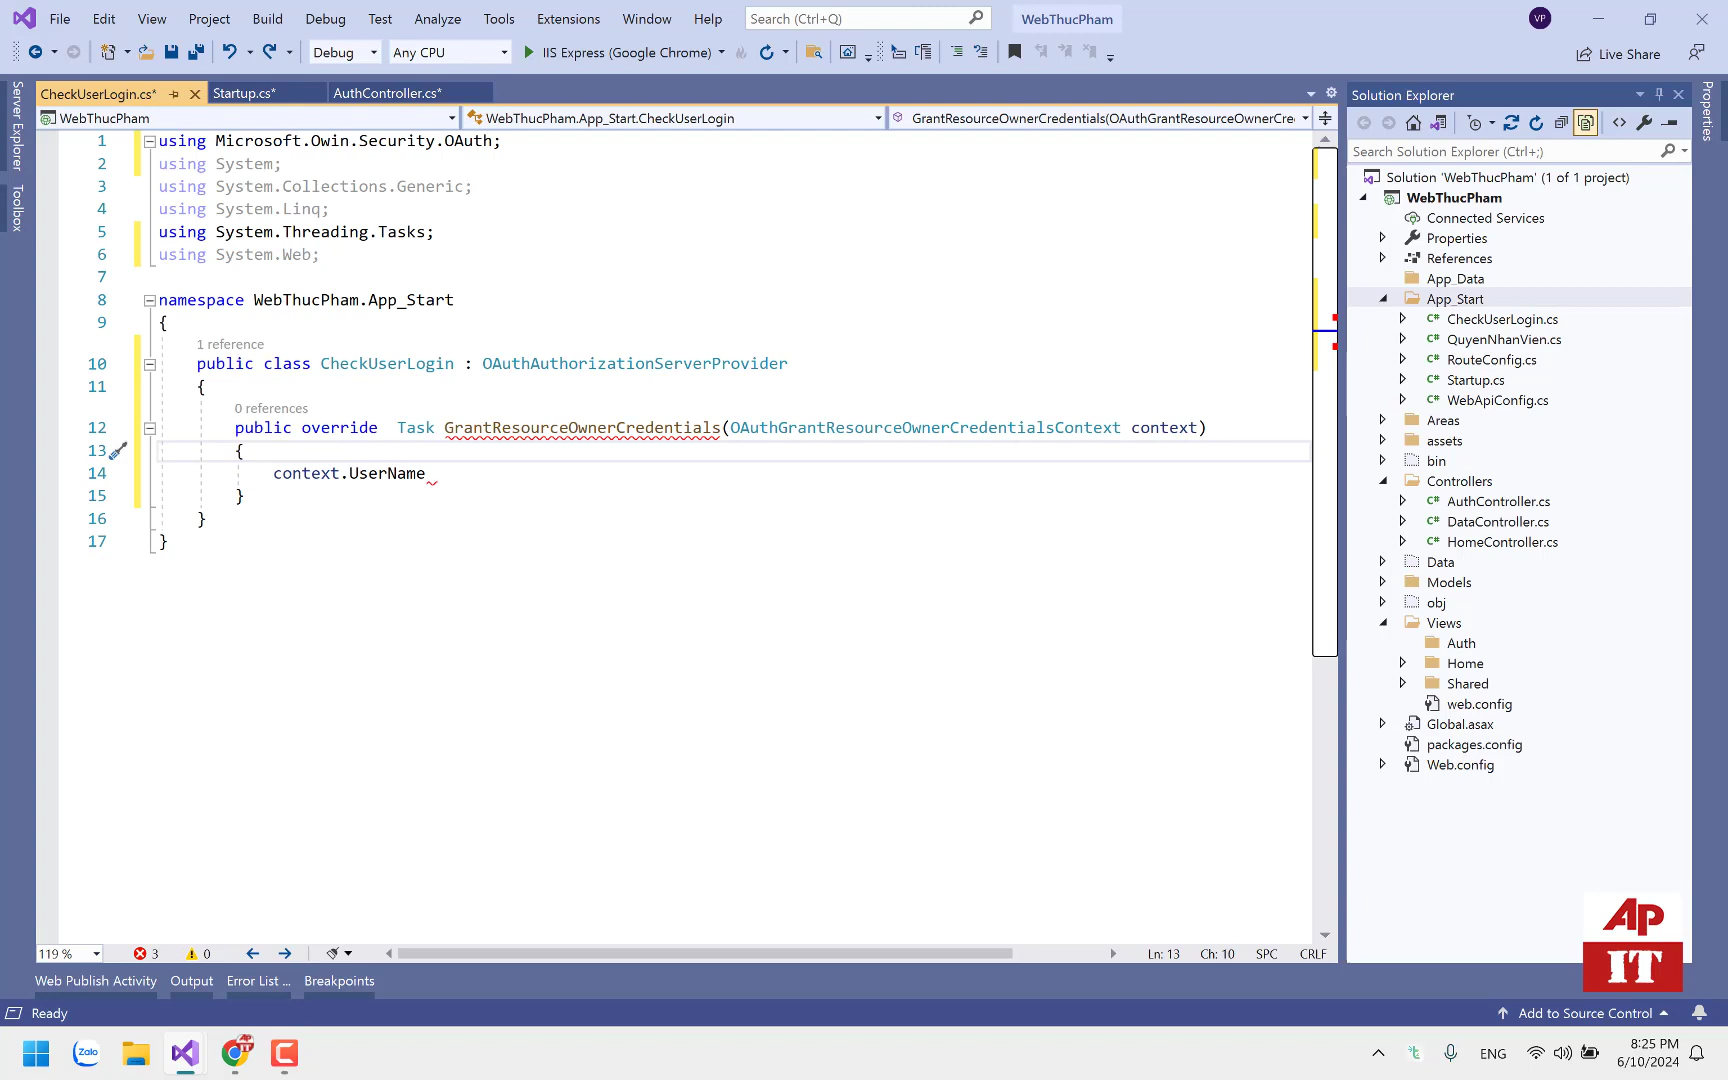 File Edit View Project Build Debug Test Analyze Tools Extensions Window Help Search (Ctrl+Q) WebThucPham VP
Debug Any CPU IIS Express (Google Chrome) Live Share
CheckUserLogin.cs* Startup.cs* AuthController.cs*
WebThucPham WebThucPham.App_Start.CheckUserLogin GrantResourceOwnerCredentials(OAuthGrantResourceOwnerCre
Server Explorer
Toolbox
1 using Microsoft.Owin.Security.OAuth;
2 using System;
3 using System.Collections.Generic;
4 using System.Linq;
5 using System.Threading.Tasks;
6 using System.Web;
7
8 namespace WebThucPham.App_Start
9 {
1 reference
10 public class CheckUserLogin : OAuthAuthorizationServerProvider
11 {
0 references
12 public override  Task GrantResourceOwnerCredentials(OAuthGrantResourceOwnerCredentialsContext context)
13 {
14 context.UserName
15 }
16 }
17 }
119 % 3 0 Ln: 13 Ch: 10 SPC CRLF
Web Publish Activity Output Error List ... Breakpoints
Solution Explorer
Properties
Search Solution Explorer (Ctrl+;)
Solution 'WebThucPham' (1 of 1 project)
WebThucPham
Connected Services
Properties
References
App_Data
App_Start
C# CheckUserLogin.cs
C# QuyenNhanVien.cs
C# RouteConfig.cs
C# Startup.cs
C# WebApiConfig.cs
Areas
assets
bin
Controllers
C# AuthController.cs
C# DataController.cs
C# HomeController.cs
Data
Models
obj
Views
Auth
Home
Shared
web.config
Global.asax
packages.config
Web.config
AP
IT
Ready Add to Source Control
Zalo AP IT ENG 8:25 PM
6/10/2024